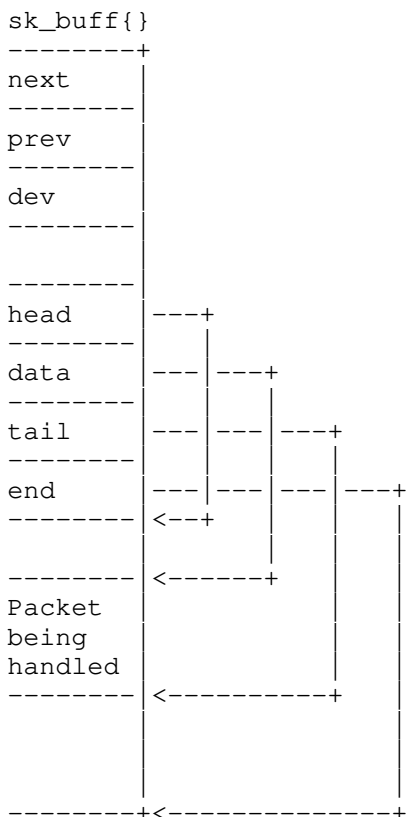 sk_buff{}
--------+
next    |
--------|
prev    |
--------|
dev     |
--------|
        |
--------|
head    |---+
--------|   |
data    |---|---+
--------|   |   |
tail    |---|---|---+
--------|   |   |   |
end     |---|---|---|---+
--------|<--+   |   |   |
        |       |   |   |
--------|<------+   |   |
Packet  |           |   |
being   |           |   |
handled |           |   |
--------|<----------+   |
        |               |
        |               |
        |               |
--------+<--------------+